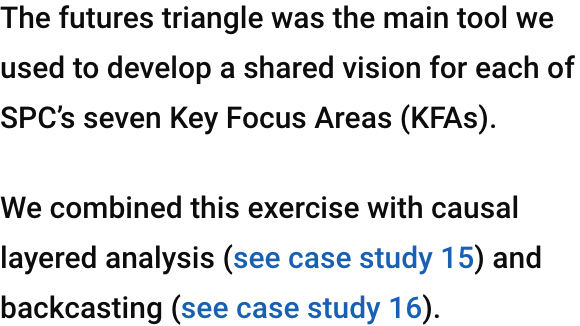 The futures triangle was the main tool we
used to develop a shared vision for each of
SPC’s seven Key Focus Areas (KFAs).
We combined this exercise with causal
layered analysis (see case study 15) and
backcasting (see case study 16).